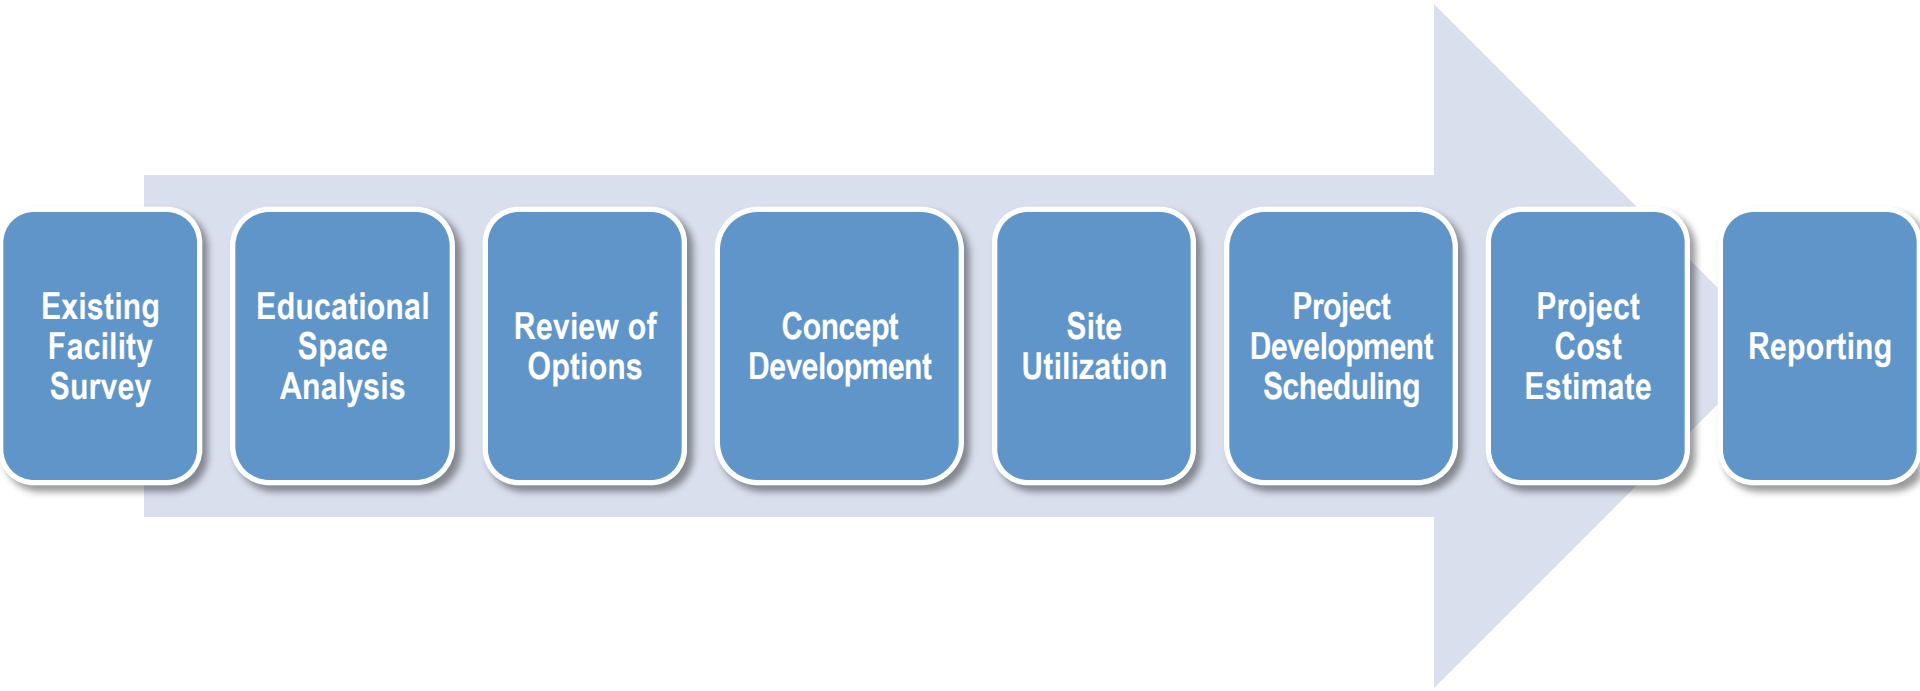 Existing
Facility
Survey
Educational
Space
Analysis
Review of
Options
Concept
Development
Site
Utilization
Project
Development
Scheduling
Project
Cost
Estimate
Reporting